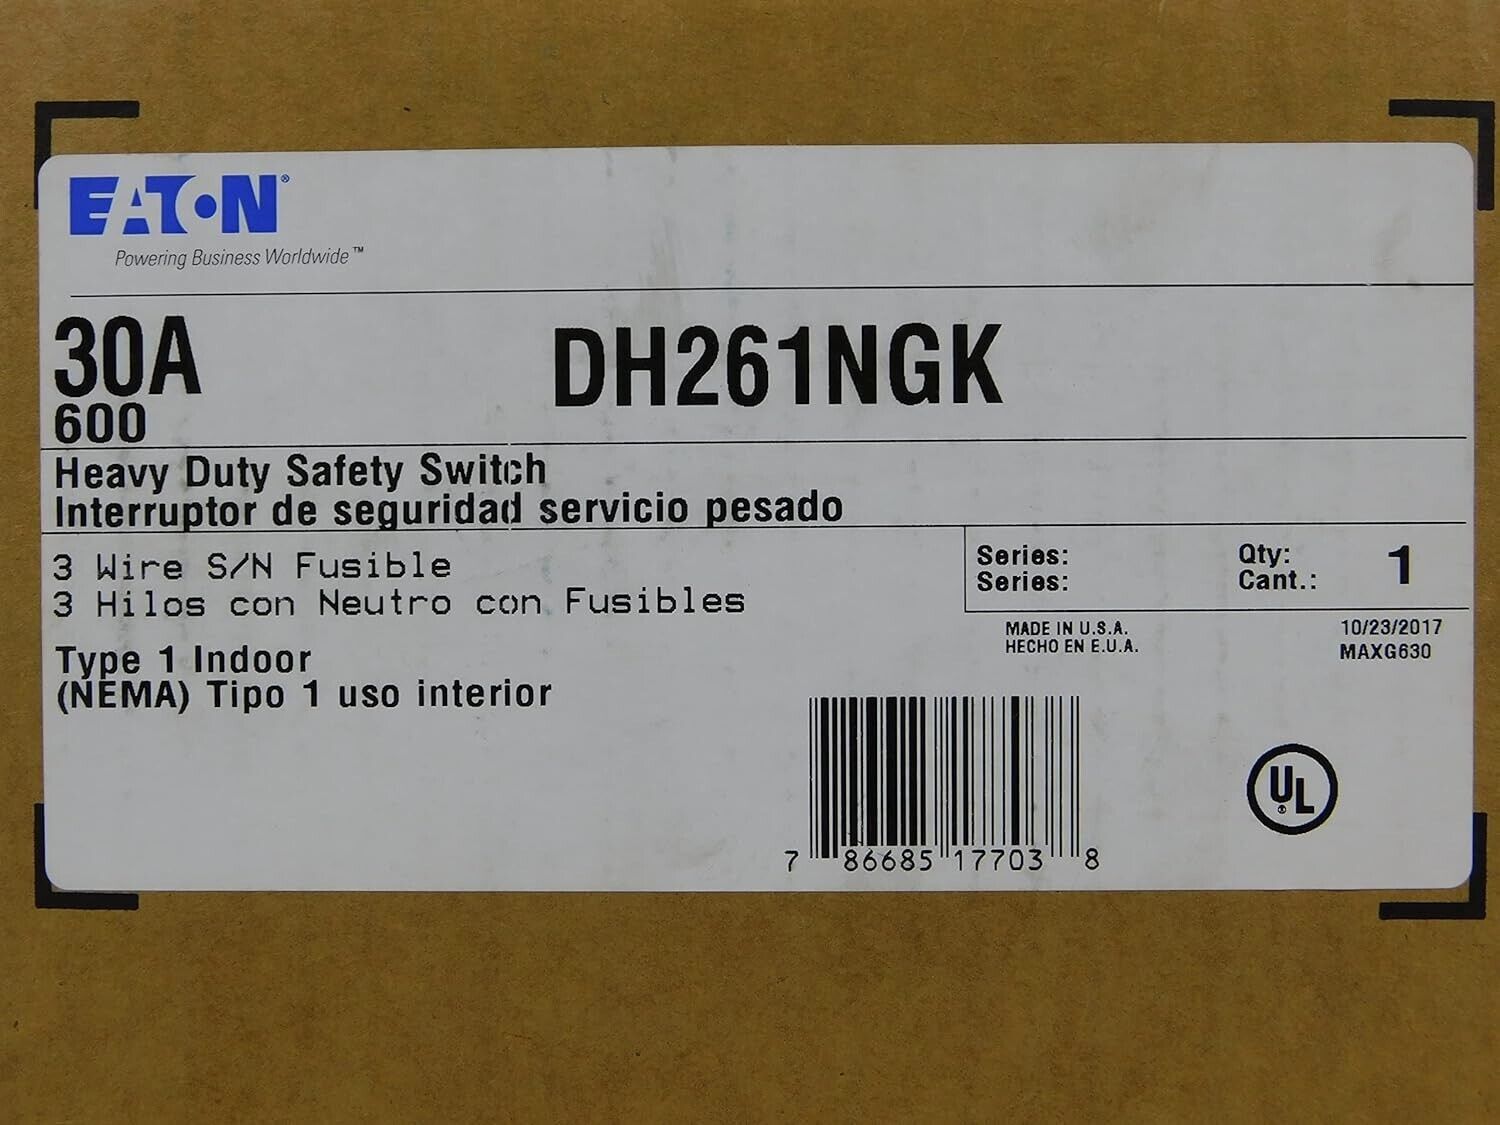 EATON®
Powering Business Worldwide™
30A
DH261NGK
600
Heavy Duty Safety Switch
Interruptor de seguridad servicio pesado
3 Wire S/N Fusible
3 Hilos con Neutro con Fusibles
Series:
Series:
Qty:
Cant.:
1
MADE IN U.S.A.
HECHO EN E.U.A.
10/23/2017
MAXG630
Type 1 Indoor
(NEMA) Tipo 1 uso interior
7 86685 17703 8
UL®